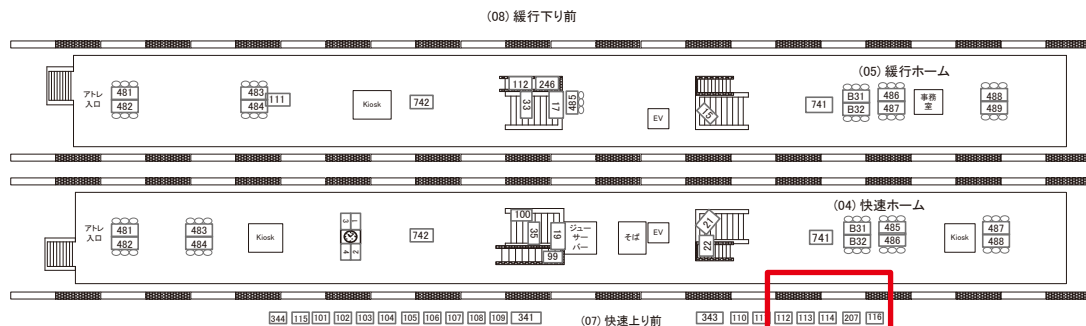 (08) 緩行下り前
(05) 緩行ホーム
アトレ
入口
481
482
483
484
111
Kiosk
742
112
246
33
17
485
EV
15
741
B31
B32
486
487
事務
室
488
489
(04) 快速ホーム
アトレ
入口
481
482
483
484
Kiosk
1
3
2
4
742
100
35
19
99
ジュー
サー
バー
そば
EV
21
22
741
B31
B32
485
486
Kiosk
487
488
344
115
101
102
103
104
105
106
107
108
109
341
(07) 快速上り前
343
110
112
113
114
207
116